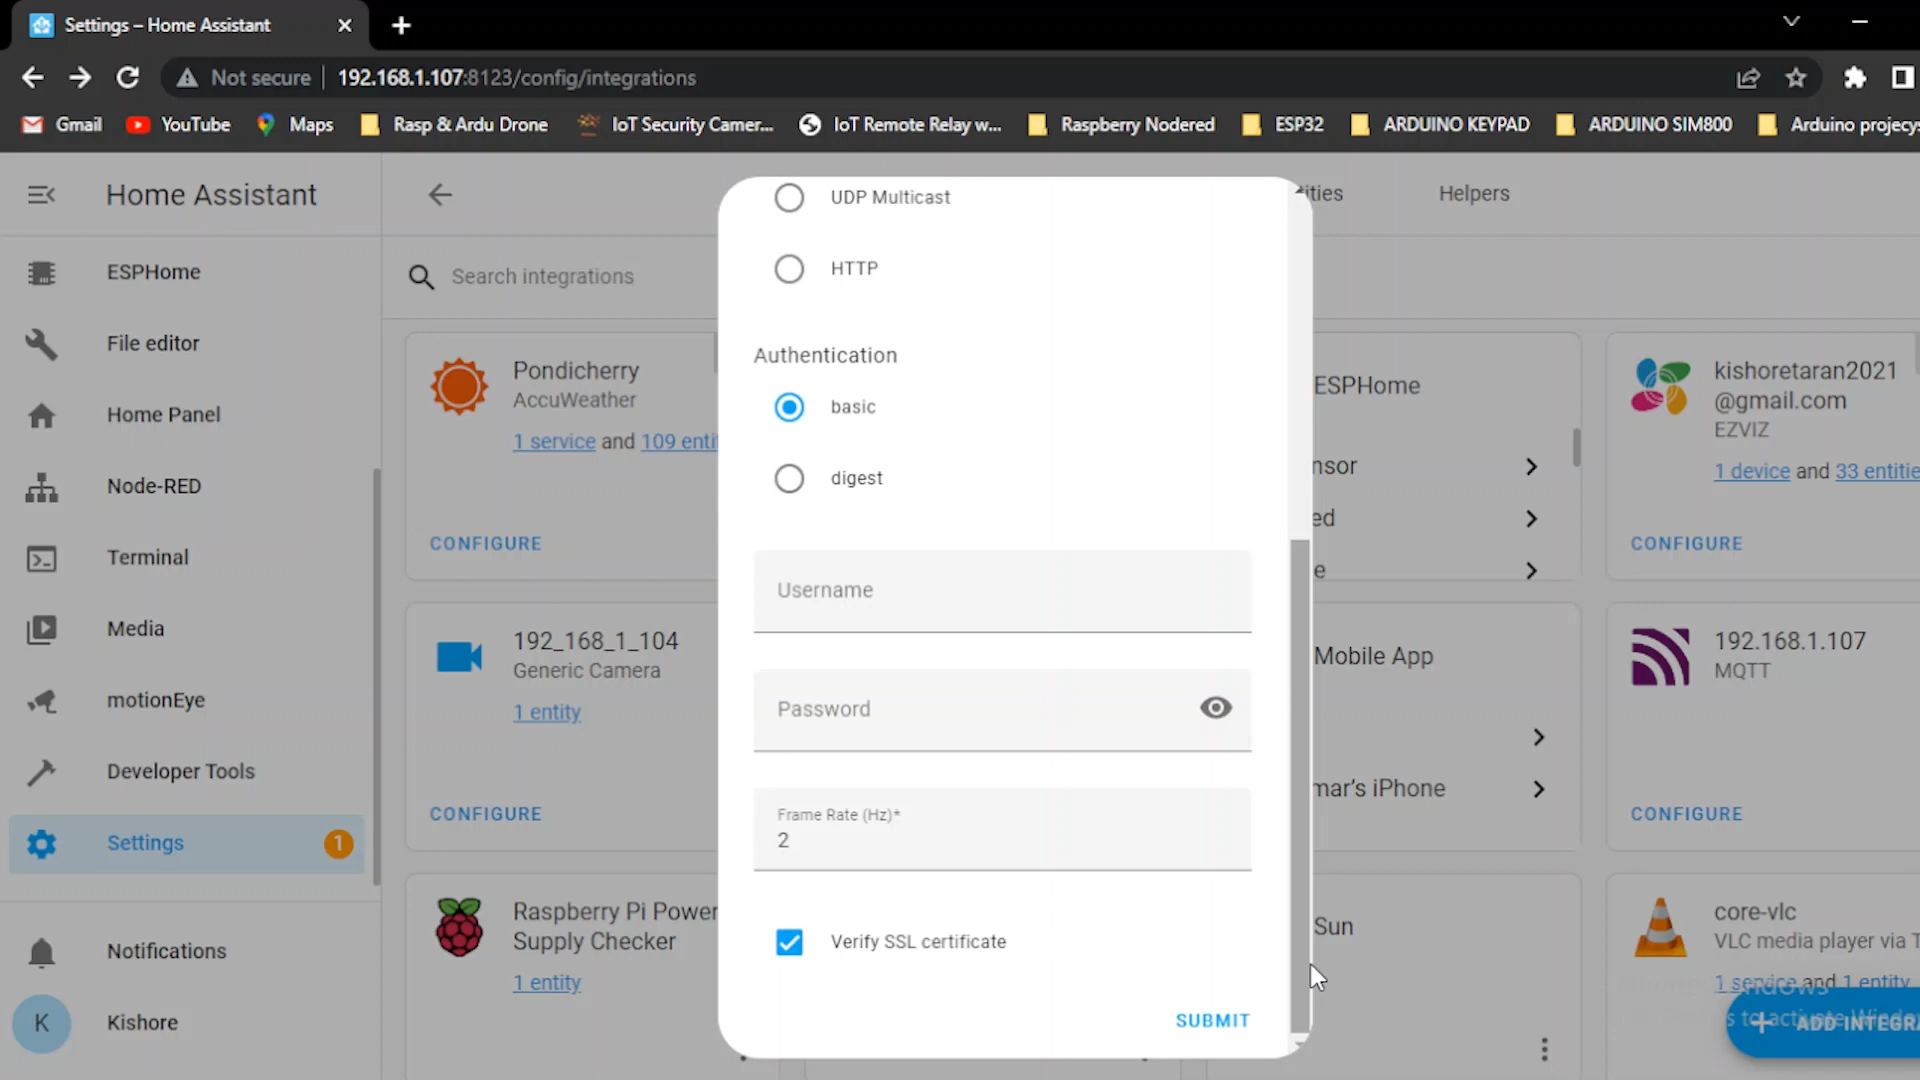 Settings – Home Assistant
Not secure
192.168.1.107:8123/config/integrations
Gmail
YouTube
Maps
Rasp & Ardu Drone
IoT Security Camer...
IoT Remote Relay w...
Raspberry Nodered
ESP32
ARDUINO KEYPAD
ARDUINO SIM800
Arduino projecys
Home Assistant
ities
Helpers
ESPHome
File editor
Home Panel
Node-RED
Terminal
Media
motionEye
Developer Tools
Settings
1
Notifications
K
Kishore
Search integrations
Pondicherry
AccuWeather
1 service and 109 enti
CONFIGURE
192_168_1_104
Generic Camera
1 entity
CONFIGURE
Raspberry Pi Power
Supply Checker
1 entity
UDP Multicast
HTTP
Authentication
basic
digest
Username
Password
Frame Rate (Hz)*
2
Verify SSL certificate
SUBMIT
ESPHome
nsor
ed
e
Mobile App
mar's iPhone
Sun
kishoretaran2021
@gmail.com
EZVIZ
1 device and 33 entitie
CONFIGURE
192.168.1.107
MQTT
CONFIGURE
core-vlc
VLC media player via T
1 service and 1 entity
ADD INTEGRA